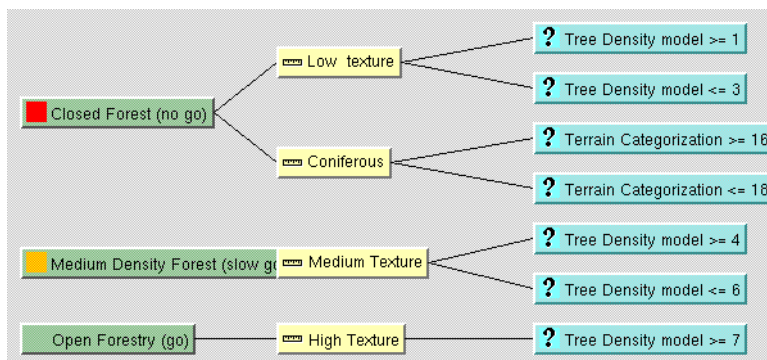 Closed Forest (no go)
Low texture
Tree Density model >= 1
Tree Density model <= 3
Coniferous
Terrain Categorization >= 16
Terrain Categorization <= 18
Medium Density Forest (slow go
Medium Texture
Tree Density model >= 4
Tree Density model <= 6
Open Forestry (go)
High Texture
Tree Density model >= 7